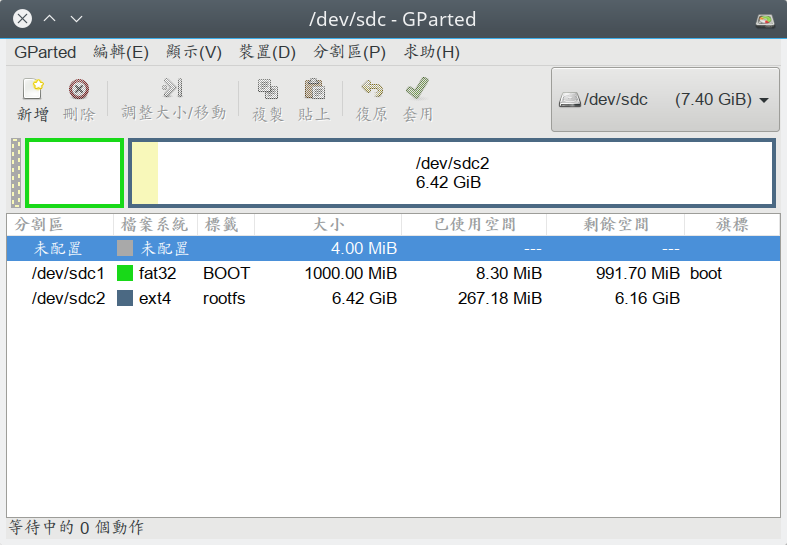 /dev/sdc - GParted
GParted 編輯(E) 顯示(V) 裝置(D) 分割區(P) 求助(H)
新增 刪除 調整大小/移動 複製 貼上 復原 套用 /dev/sdc (7.40 GiB)
/dev/sdc2
6.42 GiB
分割區 檔案系統 標籤 大小 已使用空間 剩餘空間 旗標
未配置 未配置 4.00 MiB --- ---
/dev/sdc1 fat32 BOOT 1000.00 MiB 8.30 MiB 991.70 MiB boot
/dev/sdc2 ext4 rootfs 6.42 GiB 267.18 MiB 6.16 GiB
等待中的 0 個動作